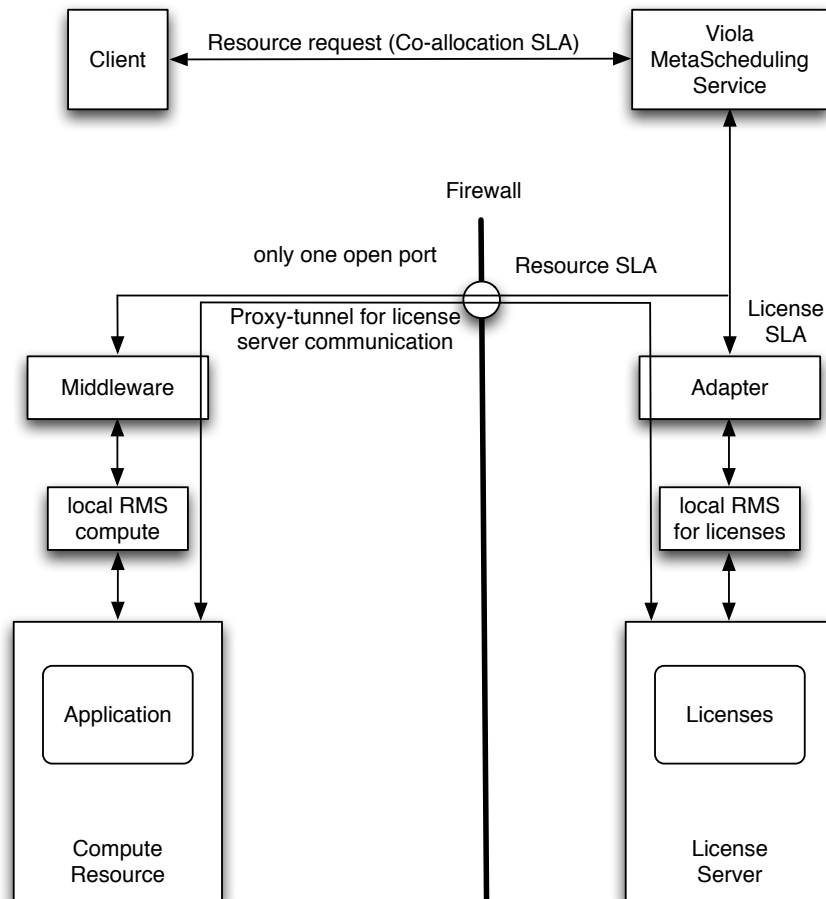 Client
Resource request (Co-allocation SLA)
Viola
MetaScheduling
Service
Firewall
only one open port
Resource SLA
Proxy-tunnel for license
server communication
License
SLA
Middleware
Adapter
local RMS
compute
local RMS
for licenses
Application
Licenses
Compute
Resource
License
Server